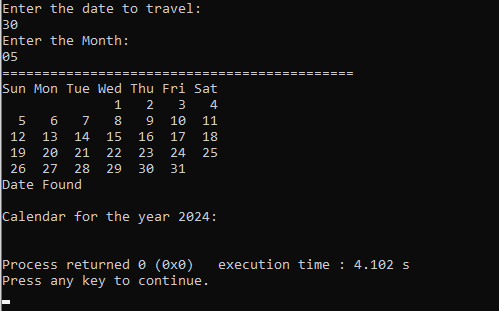 Enter the date to travel:
30
Enter the Month:
05
============================================
Sun Mon Tue Wed Thu Fri Sat
              1   2   3   4
  5   6   7   8   9  10  11
 12  13  14  15  16  17  18
 19  20  21  22  23  24  25
 26  27  28  29  30  31
Date Found
Calendar for the year 2024:
Process returned 0 (0x0)   execution time : 4.102 s
Press any key to continue.